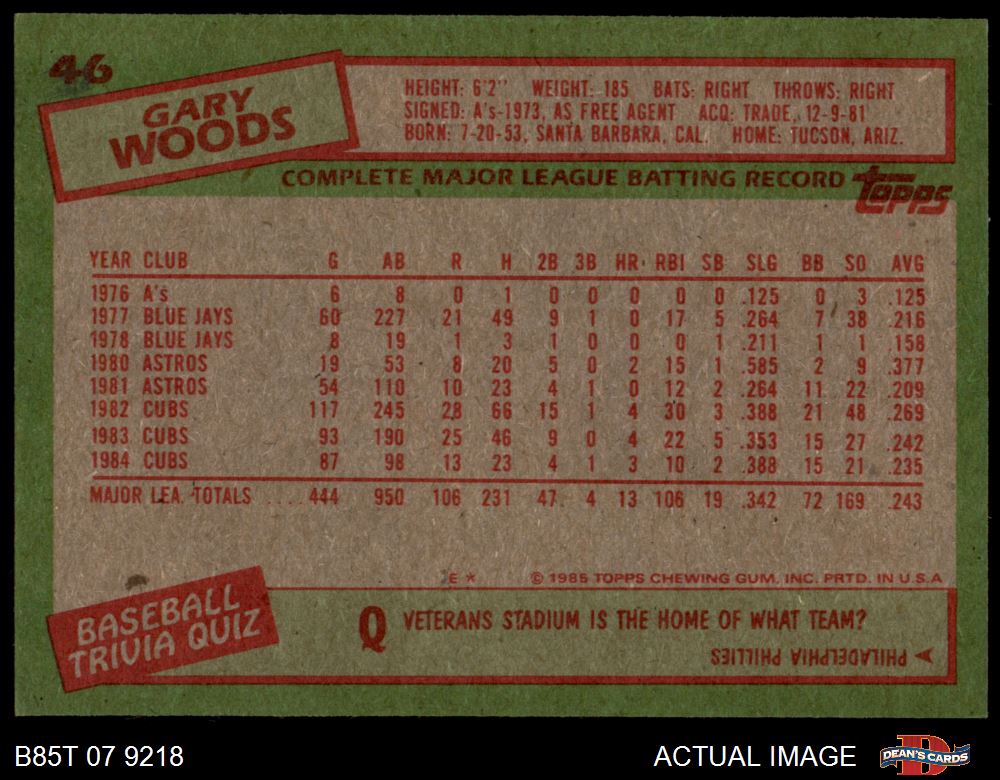 46
GARY
WOODS
HEIGHT: 6'2" WEIGHT: 185 BATS: RIGHT THROWS: RIGHT
SIGNED: A's-1973, AS FREE AGENT ACQ: TRADE, 12-9-81
BORN: 7-20-53, SANTA BARBARA, CAL. HOME: TUCSON, ARIZ.
COMPLETE MAJOR LEAGUE BATTING RECORD topps
YEAR CLUB G AB R H 2B 3B HR RBI SB SLG BB SO AVG
1976 A's 6 8 0 1 0 0 0 0 0 .125 0 3 .125
1977 BLUE JAYS 60 227 21 49 9 1 0 17 5 .264 7 38 .216
1978 BLUE JAYS 8 19 1 3 1 0 0 0 1 .211 1 1 .158
1980 ASTROS 19 53 8 20 5 0 2 15 1 .585 2 9 .377
1981 ASTROS 54 110 10 23 4 1 0 12 2 .264 11 22 .209
1982 CUBS 117 245 28 66 15 1 4 30 3 .388 21 48 .269
1983 CUBS 93 190 25 46 9 0 4 22 5 .353 15 27 .242
1984 CUBS 87 98 13 23 4 1 3 10 2 .388 15 21 .235
MAJOR LEA. TOTALS .... 444 950 106 231 47 4 13 106 19 .342 72 169 .243
E * © 1985 TOPPS CHEWING GUM, INC. PRTD. IN U.S.A
BASEBALL
TRIVIA QUIZ
Q VETERANS STADIUM IS THE HOME OF WHAT TEAM?
PHILADELPHIA PHILLIES
B85T 07 9218 ACTUAL IMAGE DEAN'S CARDS